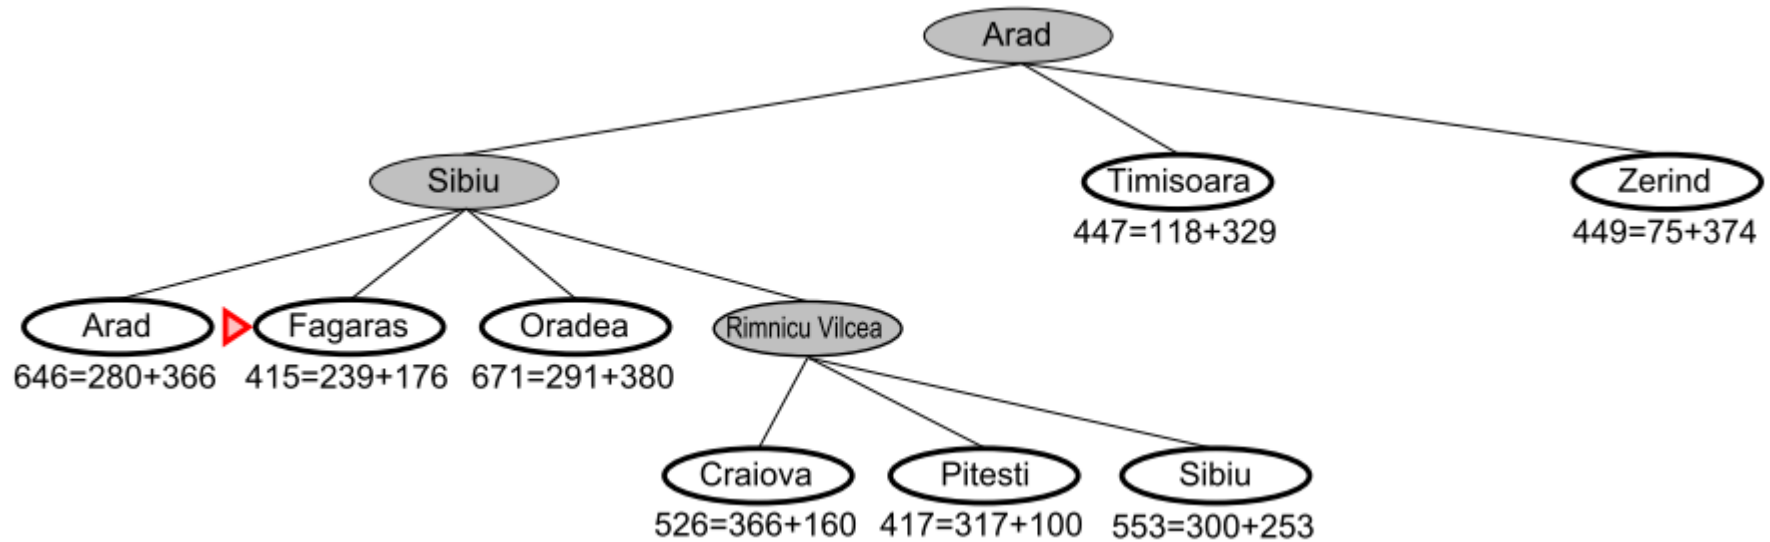 Arad
Sibiu
Timisoara
Zerind
447=118+329
449=75+374
Arad
Fagaras
Oradea
Rimnicu Vilcea
646=280+366
415=239+176
671=291+380
Craiova
Pitesti
Sibiu
526=366+160
417=317+100
553=300+253